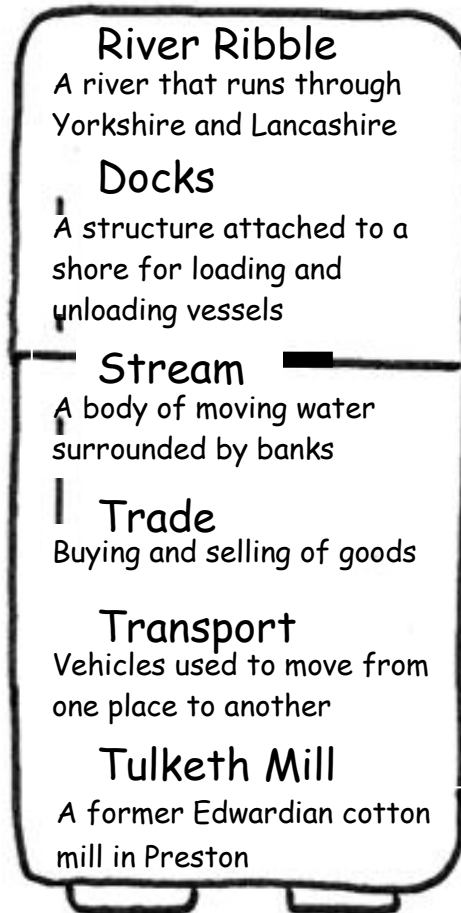 River Ribble
A river that runs through
Yorkshire and Lancashire
Docks
A structure attached to a
shore for loading and
unloading vessels
Stream
A body of moving water
surrounded by banks
Trade
Buying and selling of goods
Transport
Vehicles used to move from
one place to another
Tulketh Mill
A former Edwardian cotton
mill in Preston